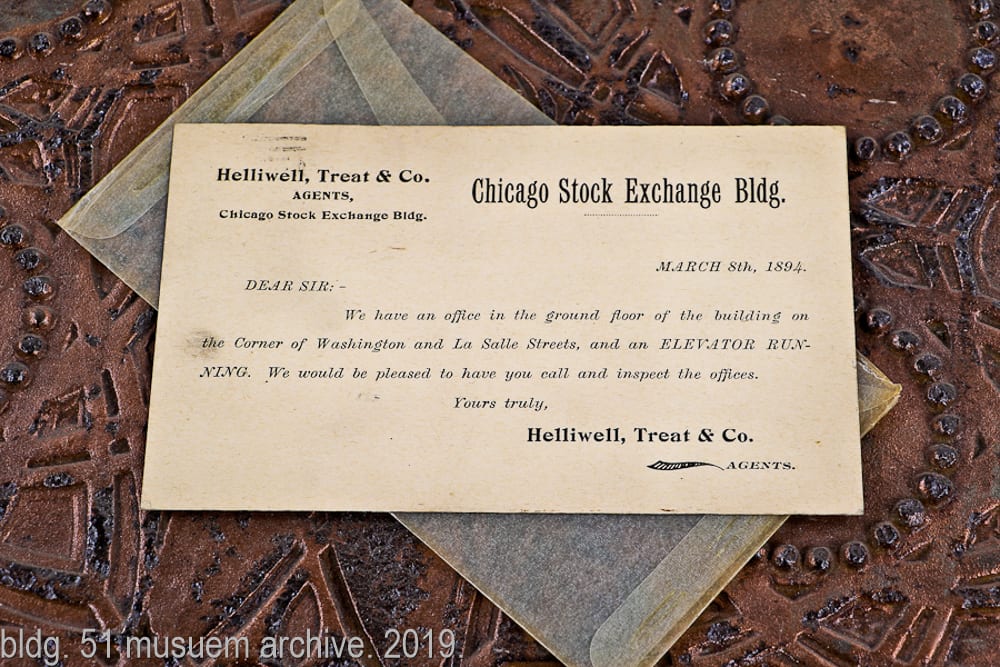 Helliwell, Treat & Co.
AGENTS,
Chicago Stock Exchange Bldg.
Chicago Stock Exchange Bldg.
MARCH 8th, 1894.
DEAR SIR:-
We have an office in the ground floor of the building on
the Corner of Washington and La Salle Streets, and an ELEVATOR RUN-
NING. We would be pleased to have you call and inspect the offices.
Yours truly,
Helliwell, Treat & Co.
AGENTS.
bldg. 51 musuem archive. 2019.